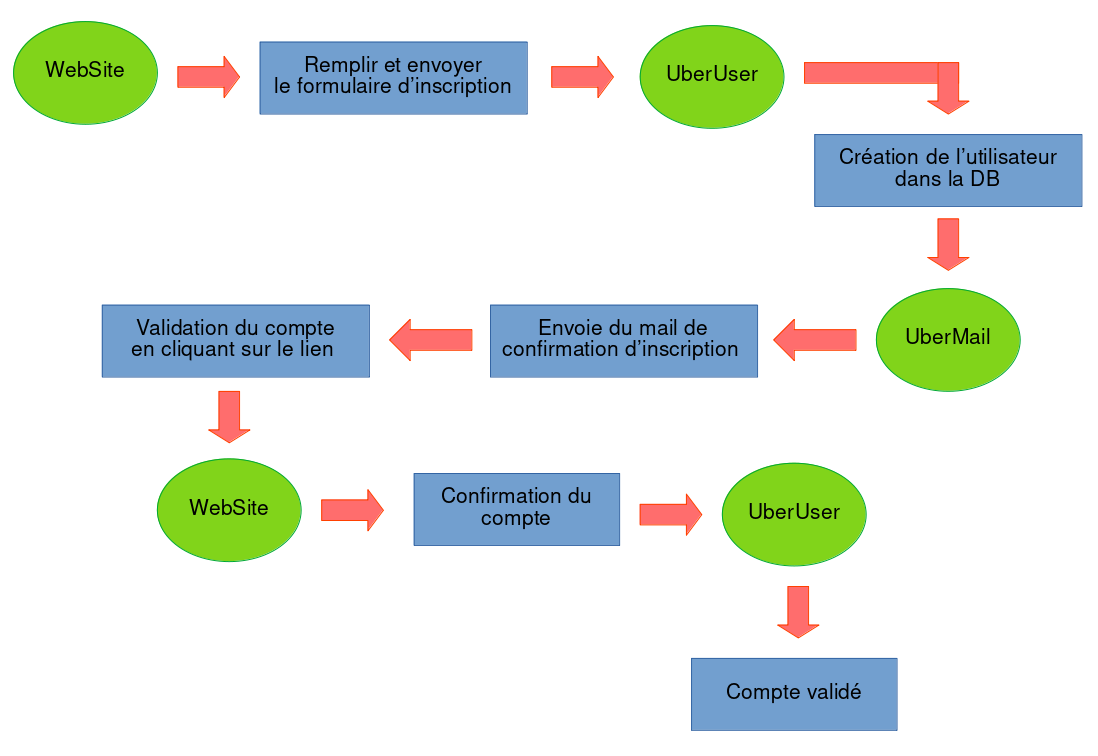 WebSite
Remplir et envoyer
le formulaire d’inscription
UberUser
Création de l’utilisateur
dans la DB
UberMail
Envoie du mail de
confirmation d’inscription
Validation du compte
en cliquant sur le lien
WebSite
Confirmation du
compte
UberUser
Compte validé